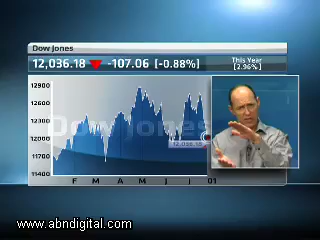 Dow Jones
12,036.18 -107.06 [-0.88%]
This Year
[2.96%]
12900
12600
12300
12000
11700
11400
Dow Jones
12,036.18
F M A M J J 01
www.abndigital.com